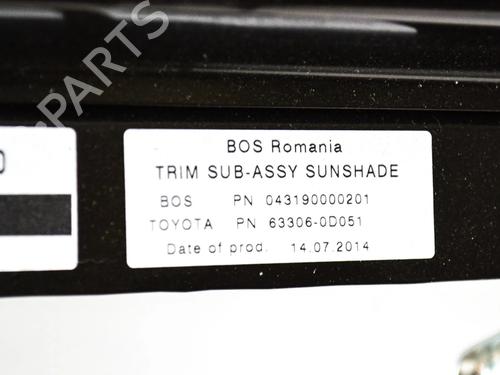 B-PARTS
BOS Romania
TRIM SUB-ASSY SUNSHADE
BOS PN 043190000201
TOYOTA PN 63306-0D051
Date of prod. 14.07.2014